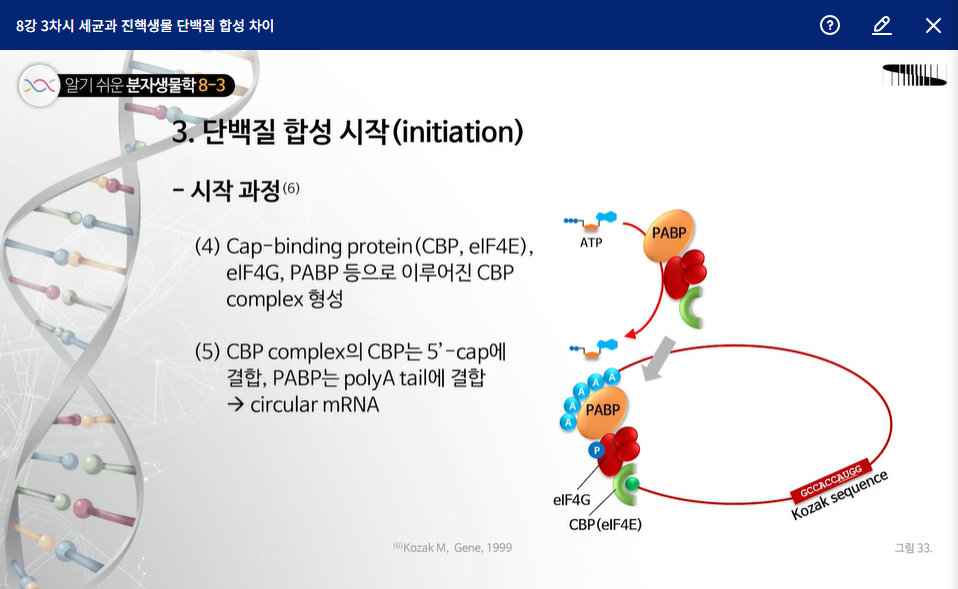 8강 3차시 세균과 진핵생물 단백질 합성 차이
알기 쉬운 분자생물학 8-3
3. 단백질 합성 시작(initiation)
- 시작 과정(6)
(4) Cap-binding protein(CBP, eIF4E),
eIF4G, PABP 등으로 이루어진 CBP
complex 형성
(5) CBP complex의 CBP는 5'-cap에
결합, PABP는 polyA tail에 결합
→ circular mRNA
ATP
PABP
A
A
A
A
A
PABP
P
eIF4G
CBP(eIF4E)
GCCACCAUGG
Kozak sequence
(6)Kozak M, Gene, 1999
그림 33.